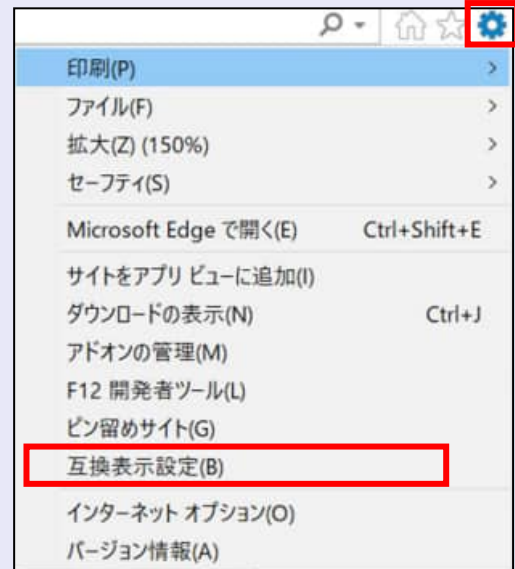 印刷(P)
ファイル(F)
拡大(Z) (150%)
セーフティ(S)
Microsoft Edge で開く(E) Ctrl+Shift+E
サイトをアプリ ビューに追加(I)
ダウンロードの表示(N) Ctrl+J
アドオンの管理(M)
F12 開発者ツール(L)
ピン留めサイト(G)
互換表示設定(B)
インターネット オプション(O)
バージョン情報(A)